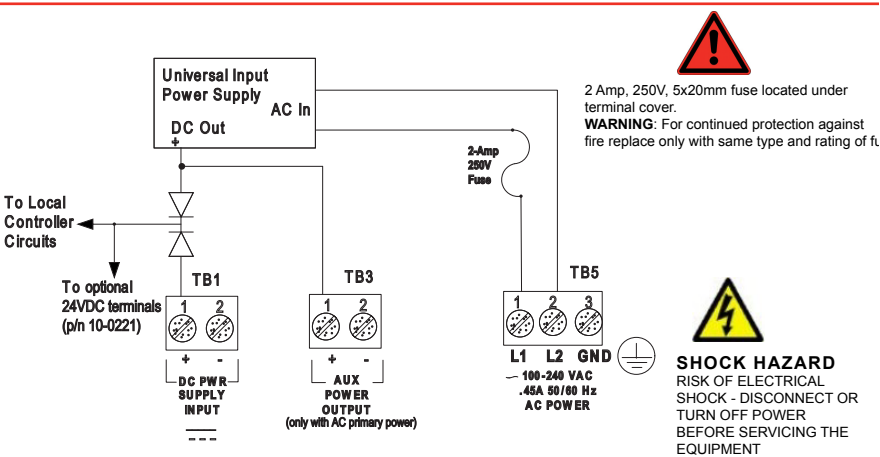 Universal Input
Power Supply
AC In
DC Out
+
2-Amp
250V
Fuse
2 Amp, 250V, 5x20mm fuse located under
terminal cover.
WARNING: For continued protection against
fire replace only with same type and rating of
To Local
Controller
Circuits
To optional
24VDC terminals
(p/n 10-0221)
TB1
1 2
+ -
DC PWR
SUPPLY
INPUT
TB3
1 2
+ -
AUX
POWER
OUTPUT
(only with AC primary power)
TB5
1 2 3
L1 L2 GND
100-240 VAC
.45A 50/60 Hz
AC POWER
SHOCK HAZARD
RISK OF ELECTRICAL
SHOCK - DISCONNECT OR
TURN OFF POWER
BEFORE SERVICING THE
EQUIPMENT